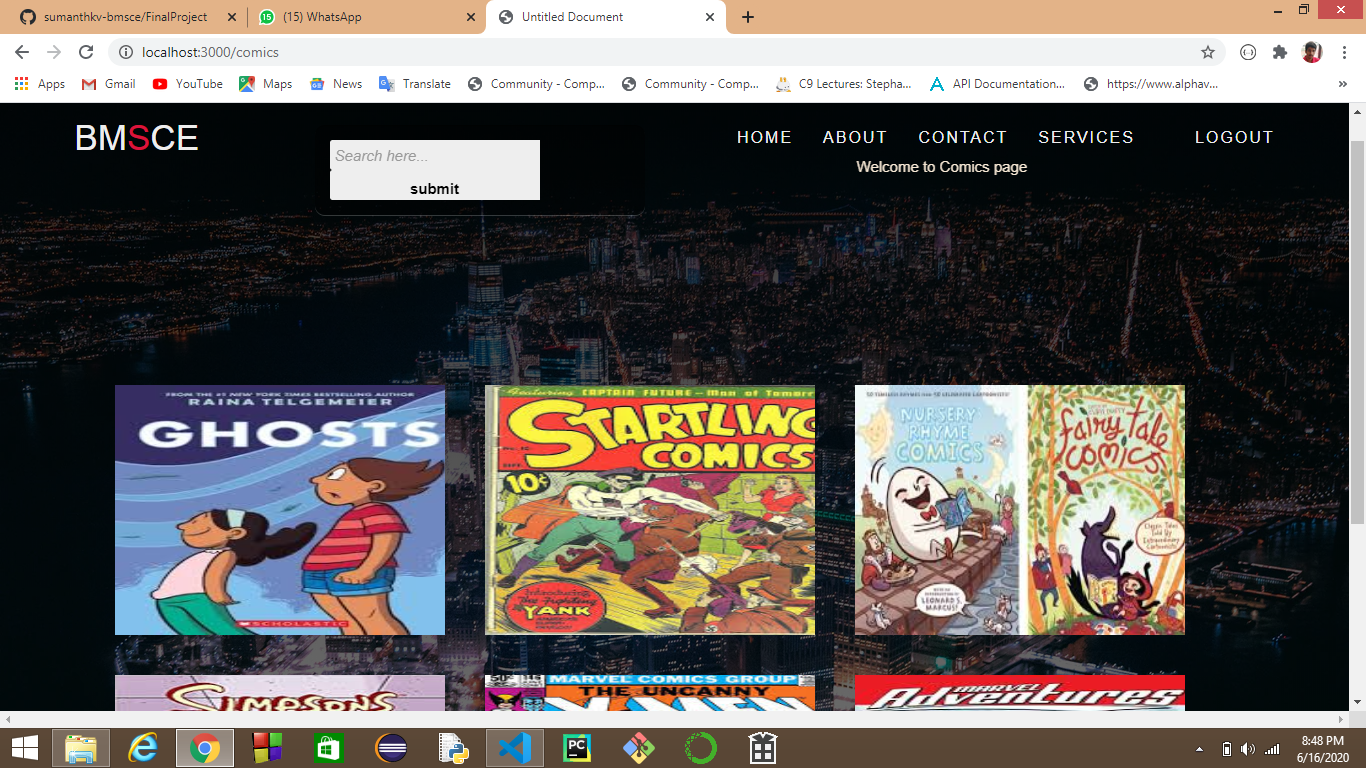 sumanthkv-bmsce/FinalProject
(15) WhatsApp
Untitled Document
localhost:3000/comics
Apps
Gmail
YouTube
Maps
News
Translate
Community - Comp...
Community - Comp...
C9 Lectures: Stepha...
API Documentation...
https://www.alphav...
BMSCE
HOME
ABOUT
CONTACT
SERVICES
LOGOUT
Search here...
submit
Welcome to Comics page
FROM THE #1 NEW YORK TIMES BESTSELLING AUTHOR
RAINA TELGEMEIER
GHOSTS
SCHOLASTIC
Featuring CAPTAIN FUTURE - Man of Tomorr
STARTLING
COMICS
10¢
Introducing
The Fighting
YANK
NURSERY
RHYME
COMICS
LEONARD S.
MARCUS!
fairy tale
comics
Classic Tales
Told By
Extraordinary
Cartoonists!
SIMPSONS
50¢
MARVEL COMICS GROUP
THE UNCANNY
X-MEN
MARVEL
Adventures
PC
8:48 PM
6/16/2020